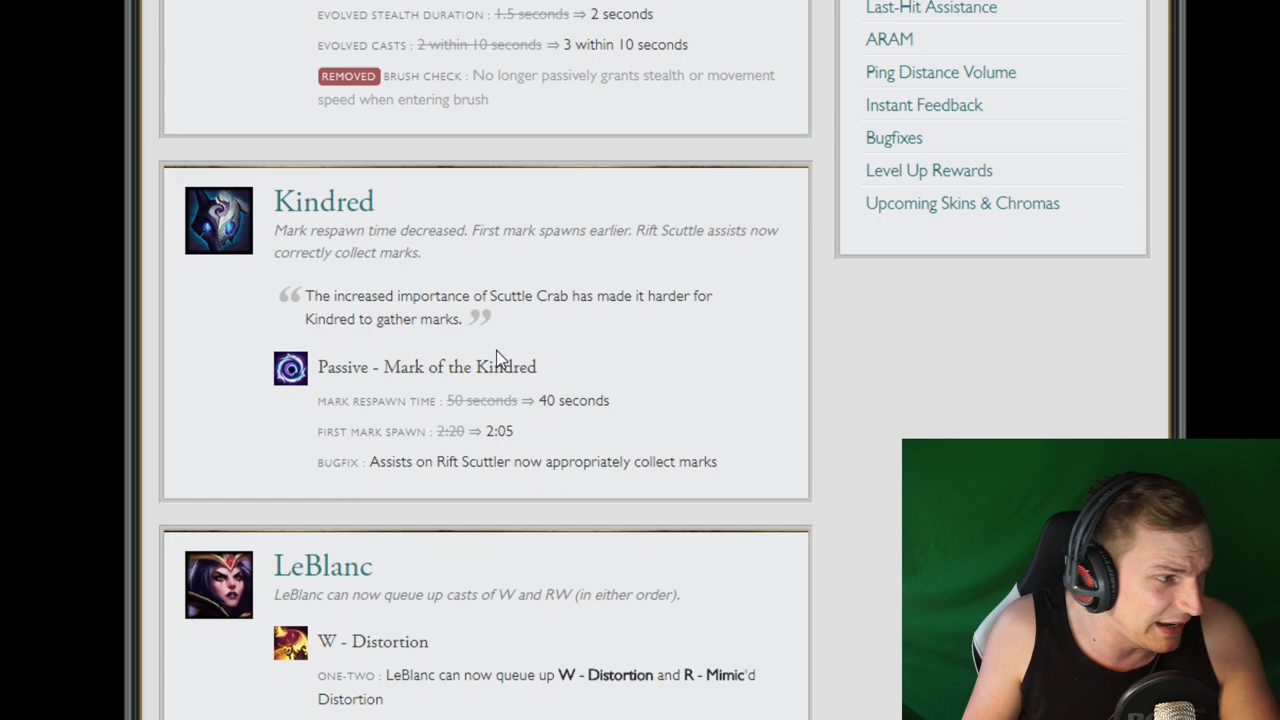 EVOLVED STEALTH DURATION : 1.5 seconds ⇒ 2 seconds
EVOLVED CASTS : 2 within 10 seconds ⇒ 3 within 10 seconds
REMOVED BRUSH CHECK : No longer passively grants stealth or movement
speed when entering brush
Kindred
Mark respawn time decreased. First mark spawns earlier. Rift Scuttle assists now
correctly collect marks.
“ The increased importance of Scuttle Crab has made it harder for
Kindred to gather marks. ”
Passive - Mark of the Kindred
MARK RESPAWN TIME : 50 seconds ⇒ 40 seconds
FIRST MARK SPAWN : 2:20 ⇒ 2:05
BUGFIX : Assists on Rift Scuttler now appropriately collect marks
LeBlanc
LeBlanc can now queue up casts of W and RW (in either order).
W - Distortion
ONE-TWO : LeBlanc can now queue up W - Distortion and R - Mimic'd
Distortion
Last-Hit Assistance
ARAM
Ping Distance Volume
Instant Feedback
Bugfixes
Level Up Rewards
Upcoming Skins & Chromas